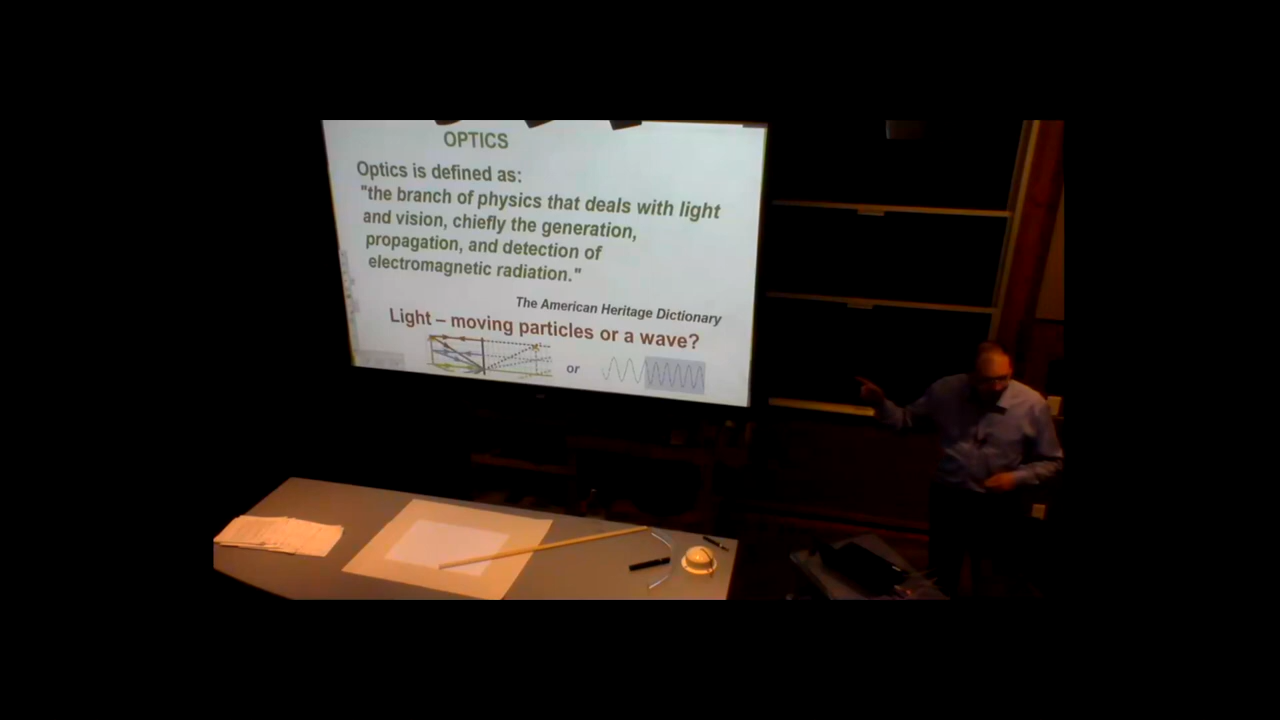 OPTICS
Optics is defined as:
"the branch of physics that deals with light
and vision, chiefly the generation,
propagation, and detection of
electromagnetic radiation."
The American Heritage Dictionary
Light – moving particles or a wave?
or